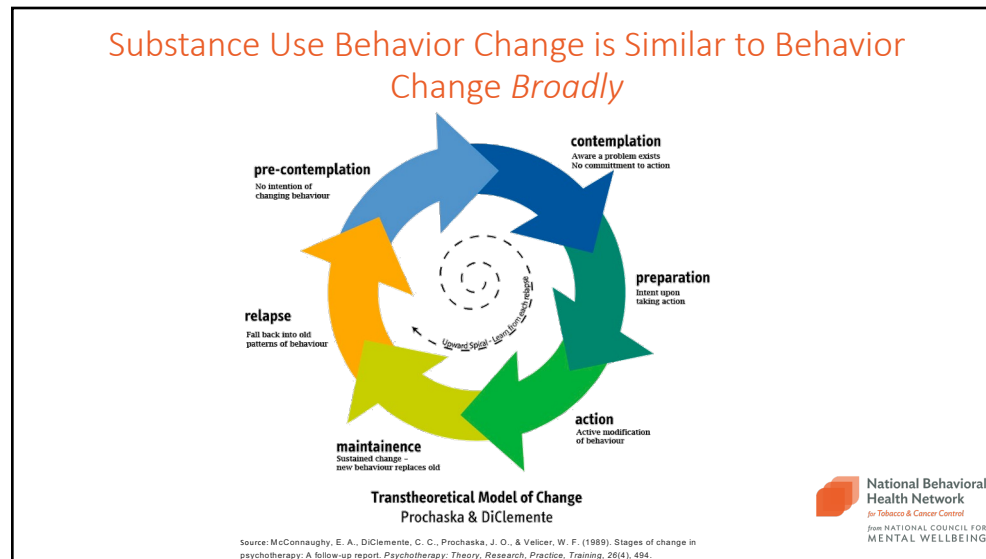 Substance Use Behavior Change is Similar to Behavior
Change Broadly
contemplation
Aware a problem exists
No committment to action
pre-contemplation
No intention of
changing behaviour
preparation
Intent upon
taking action
relapse
Fall back into old
patterns of behaviour
Upward Spiral - Learn from each relapse
action
Active modification
of behaviour
maintainence
Sustained change –
new behaviour replaces old
Transtheoretical Model of Change
Prochaska & DiClemente
Source: McConnaughy, E. A., DiClemente, C. C., Prochaska, J. O., & Velicer, W. F. (1989). Stages of change in
psychotherapy: A follow-up report. Psychotherapy: Theory, Research, Practice, Training, 26(4), 494.
National Behavioral
Health Network
for Tobacco & Cancer Control
from NATIONAL COUNCIL FOR
MENTAL WELLBEING